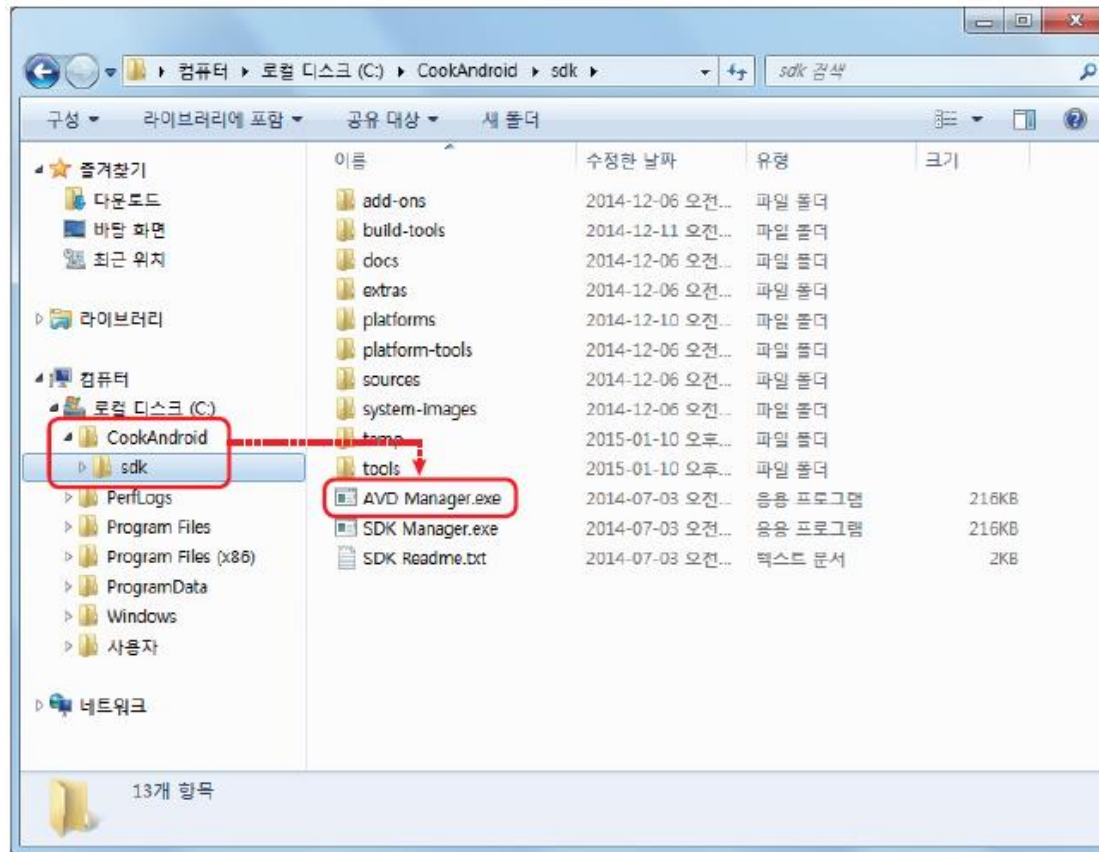 컴퓨터 ▸ 로컬 디스크 (C:) ▸ CookAndroid ▸ sdk ▸
sdk 검색
구성 라이브러리에 포함 공유 대상 새 폴더
즐겨찾기
다운로드
바탕 화면
최근 위치
라이브러리
컴퓨터
로컬 디스크 (C:)
CookAndroid
sdk
PerfLogs
Program Files
Program Files (x86)
ProgramData
Windows
사용자
네트워크
이름 수정한 날짜 유형 크기
add-ons 2014-12-06 오전... 파일 폴더
build-tools 2014-12-11 오전... 파일 폴더
docs 2014-12-06 오전... 파일 폴더
extras 2014-12-06 오전... 파일 폴더
platforms 2014-12-10 오전... 파일 폴더
platform-tools 2014-12-06 오전... 파일 폴더
sources 2014-12-06 오전... 파일 폴더
system-images 2014-12-06 오전... 파일 폴더
temp 2015-01-10 오후... 파일 폴더
tools 2015-01-10 오후... 파일 폴더
AVD Manager.exe 2014-07-03 오전... 응용 프로그램 216KB
SDK Manager.exe 2014-07-03 오전... 응용 프로그램 216KB
SDK Readme.txt 2014-07-03 오전... 텍스트 문서 2KB
13개 항목